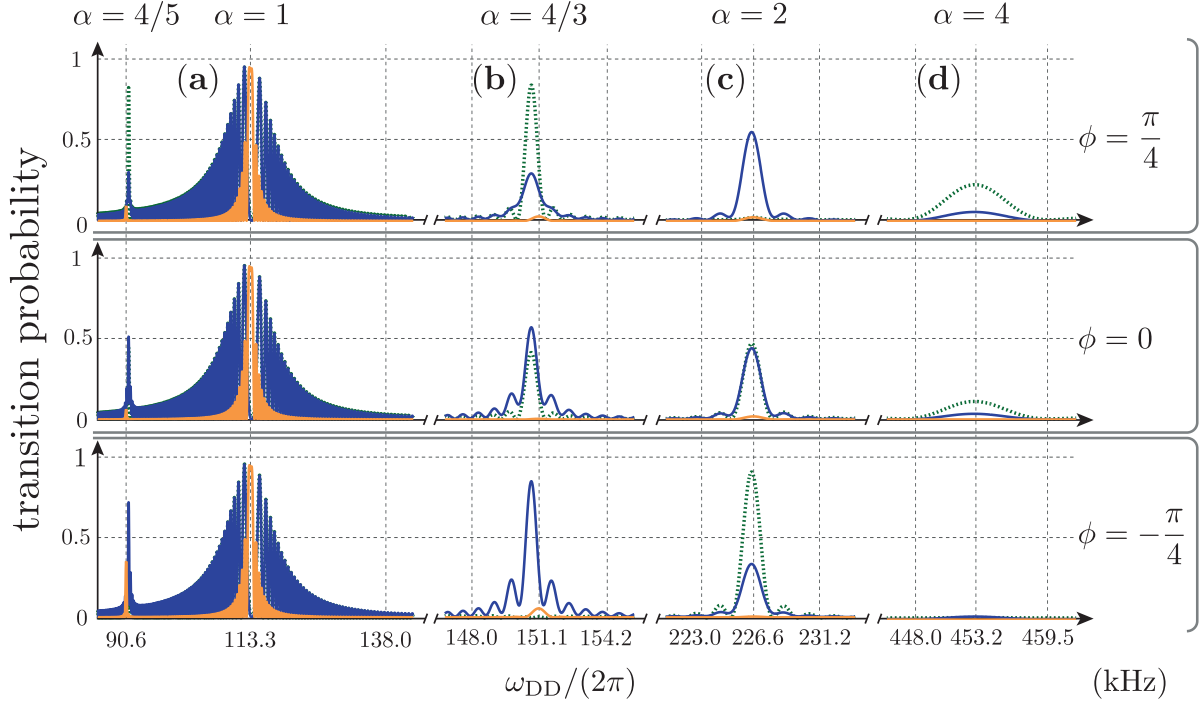 α = 4/5 α = 1 α = 4/3 α = 2 α = 4
(a) (b) (c) (d)
1
0.5
0
ϕ = π/4
1
0.5
0
ϕ = 0
1
0.5
0
ϕ = −π/4
transition probability
90.6 113.3 138.0 148.0 151.1 154.2 223.0 226.6 231.2 448.0 453.2 459.5
ω_DD/(2π) (kHz)